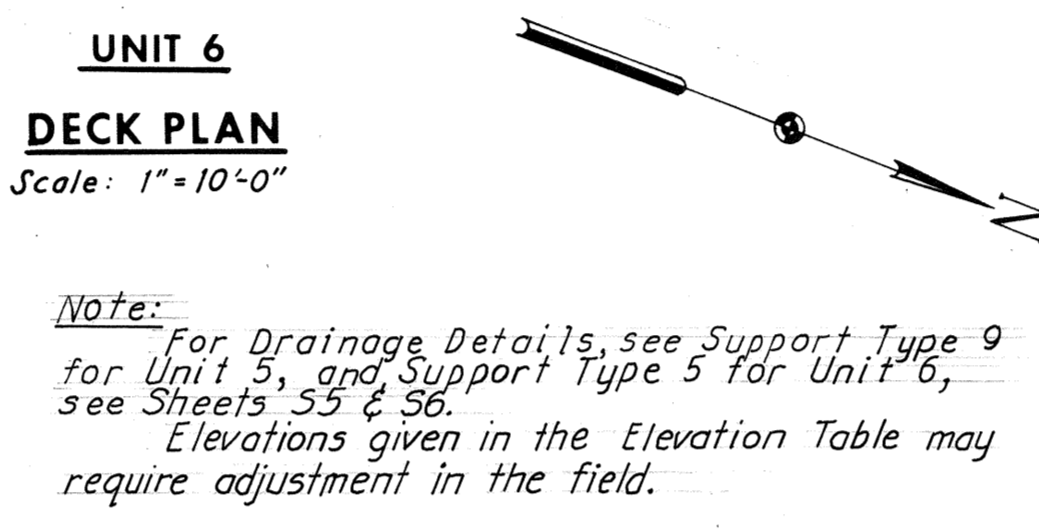 UNIT 6
DECK PLAN
Scale: 1"=10'-0"
N
Note:
For Drainage Details, see Support Type 9
for Unit 5, and Support Type 5 for Unit 6,
see Sheets S5 & S6.
Elevations given in the Elevation Table may
require adjustment in the field.